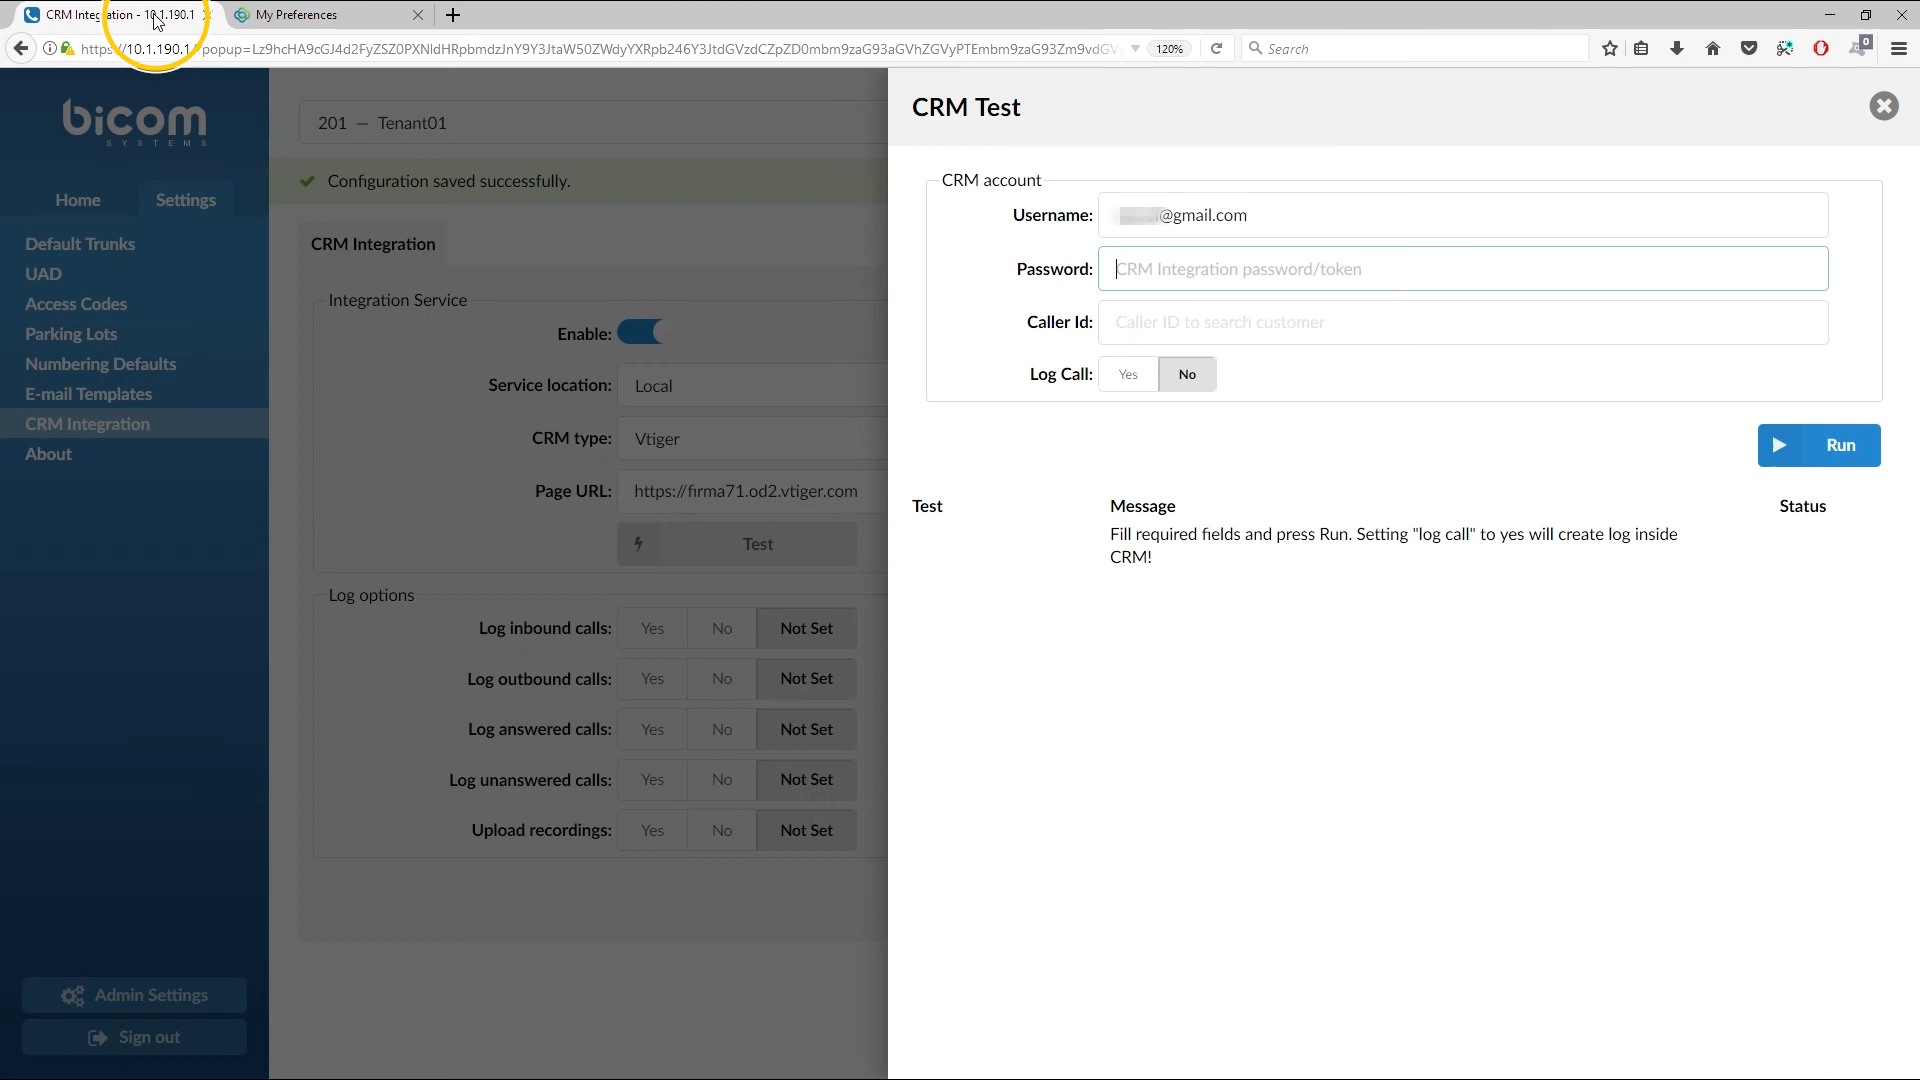 CRM Integration - 10.1.190.1
My Preferences
https://10.1.190.1
120%
Search
0
bicom
SYSTEMS
Home
Settings
Default Trunks
UAD
Access Codes
Parking Lots
Numbering Defaults
E-mail Templates
CRM Integration
About
Admin Settings
Sign out
201 — Tenant01
Configuration saved successfully.
CRM Integration
Integration Service
Enable:
Service location: Local
CRM type: Vtiger
Page URL: https://firma71.od2.vtiger.com
Test
Log options
Log inbound calls: Yes No Not Set
Log outbound calls: Yes No Not Set
Log answered calls: Yes No Not Set
Log unanswered calls: Yes No Not Set
Upload recordings: Yes No Not Set
CRM Test
CRM account
Username: @gmail.com
Password: CRM Integration password/token
Caller Id: Caller ID to search customer
Log Call: Yes No
Run
Test Message Status
Fill required fields and press Run. Setting "log call" to yes will create log inside
CRM!